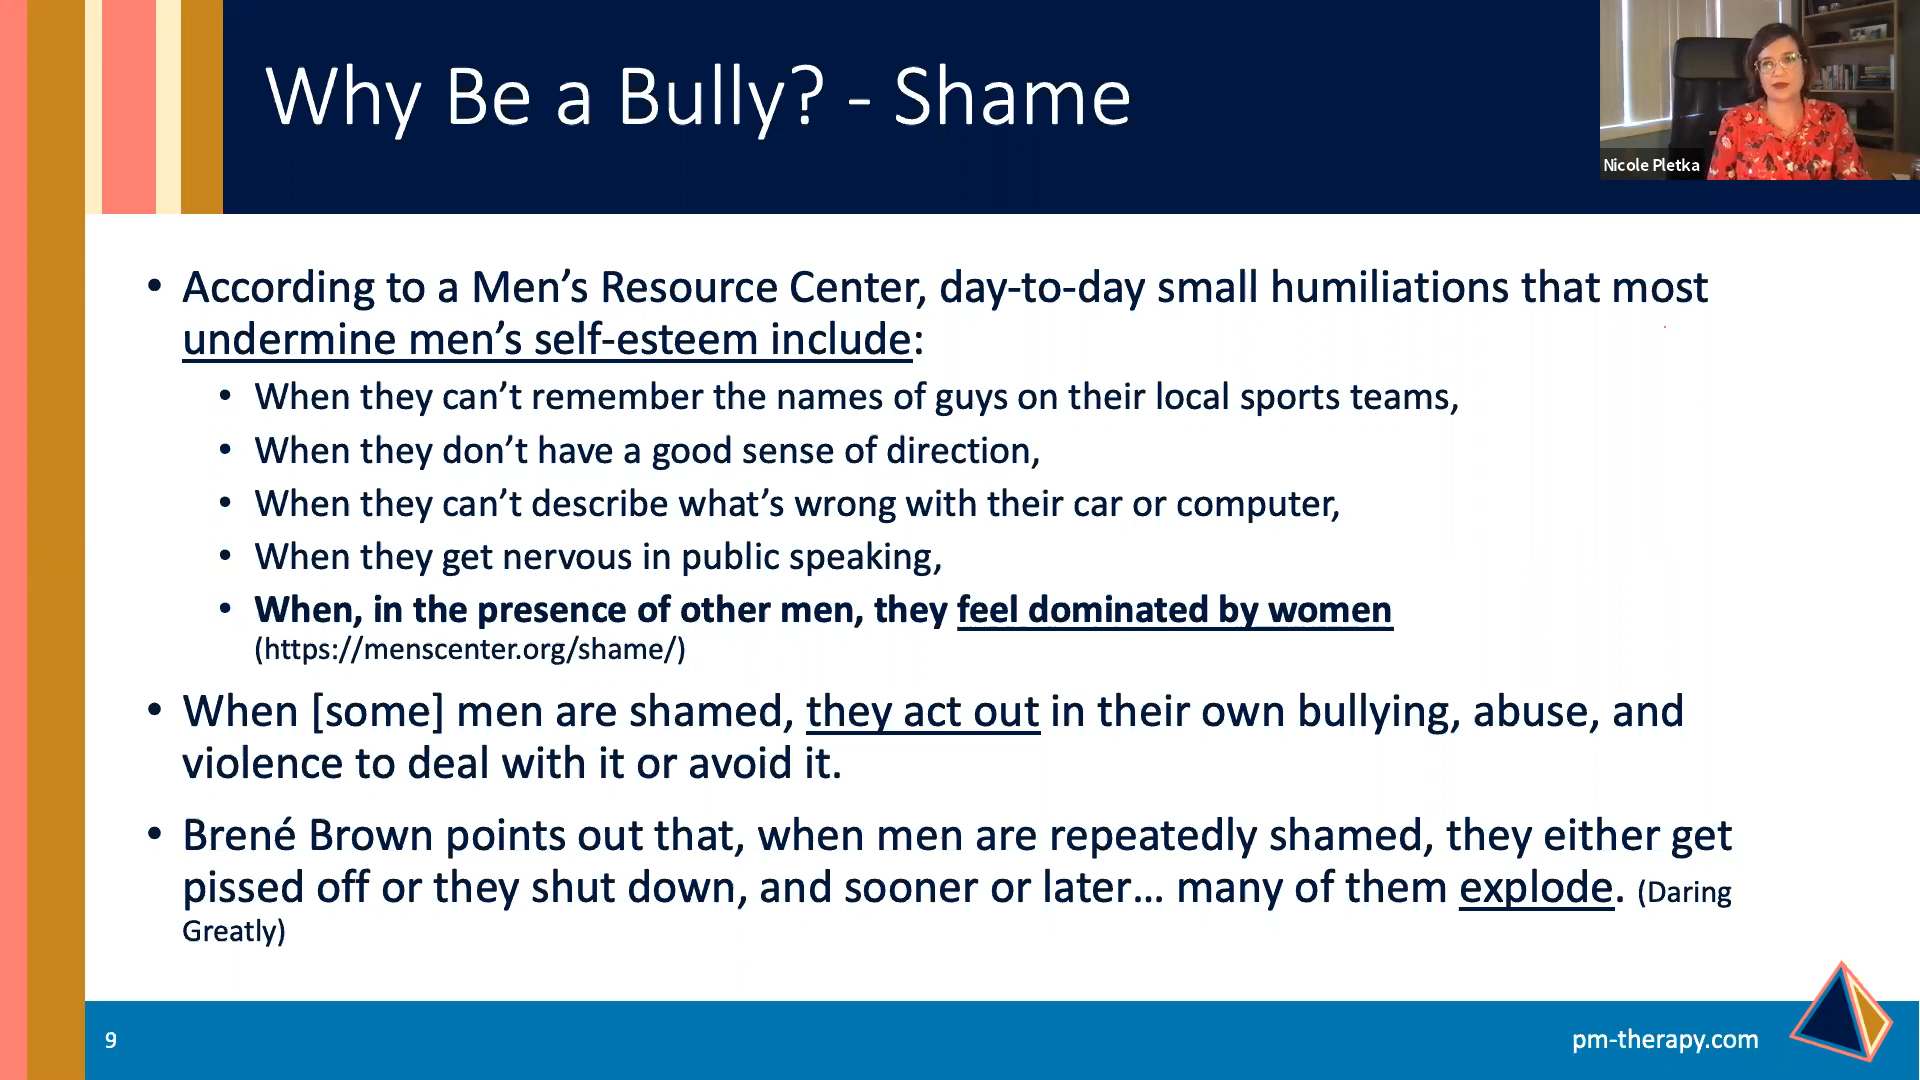 Why Be a Bully? - Shame
Nicole Pletka
• According to a Men’s Resource Center, day-to-day small humiliations that most
undermine men’s self-esteem include:
• When they can’t remember the names of guys on their local sports teams,
• When they don’t have a good sense of direction,
• When they can’t describe what’s wrong with their car or computer,
• When they get nervous in public speaking,
• When, in the presence of other men, they feel dominated by women
(https://menscenter.org/shame/)
• When [some] men are shamed, they act out in their own bullying, abuse, and
violence to deal with it or avoid it.
• Brené Brown points out that, when men are repeatedly shamed, they either get
pissed off or they shut down, and sooner or later… many of them explode. (Daring
Greatly)
9
pm-therapy.com